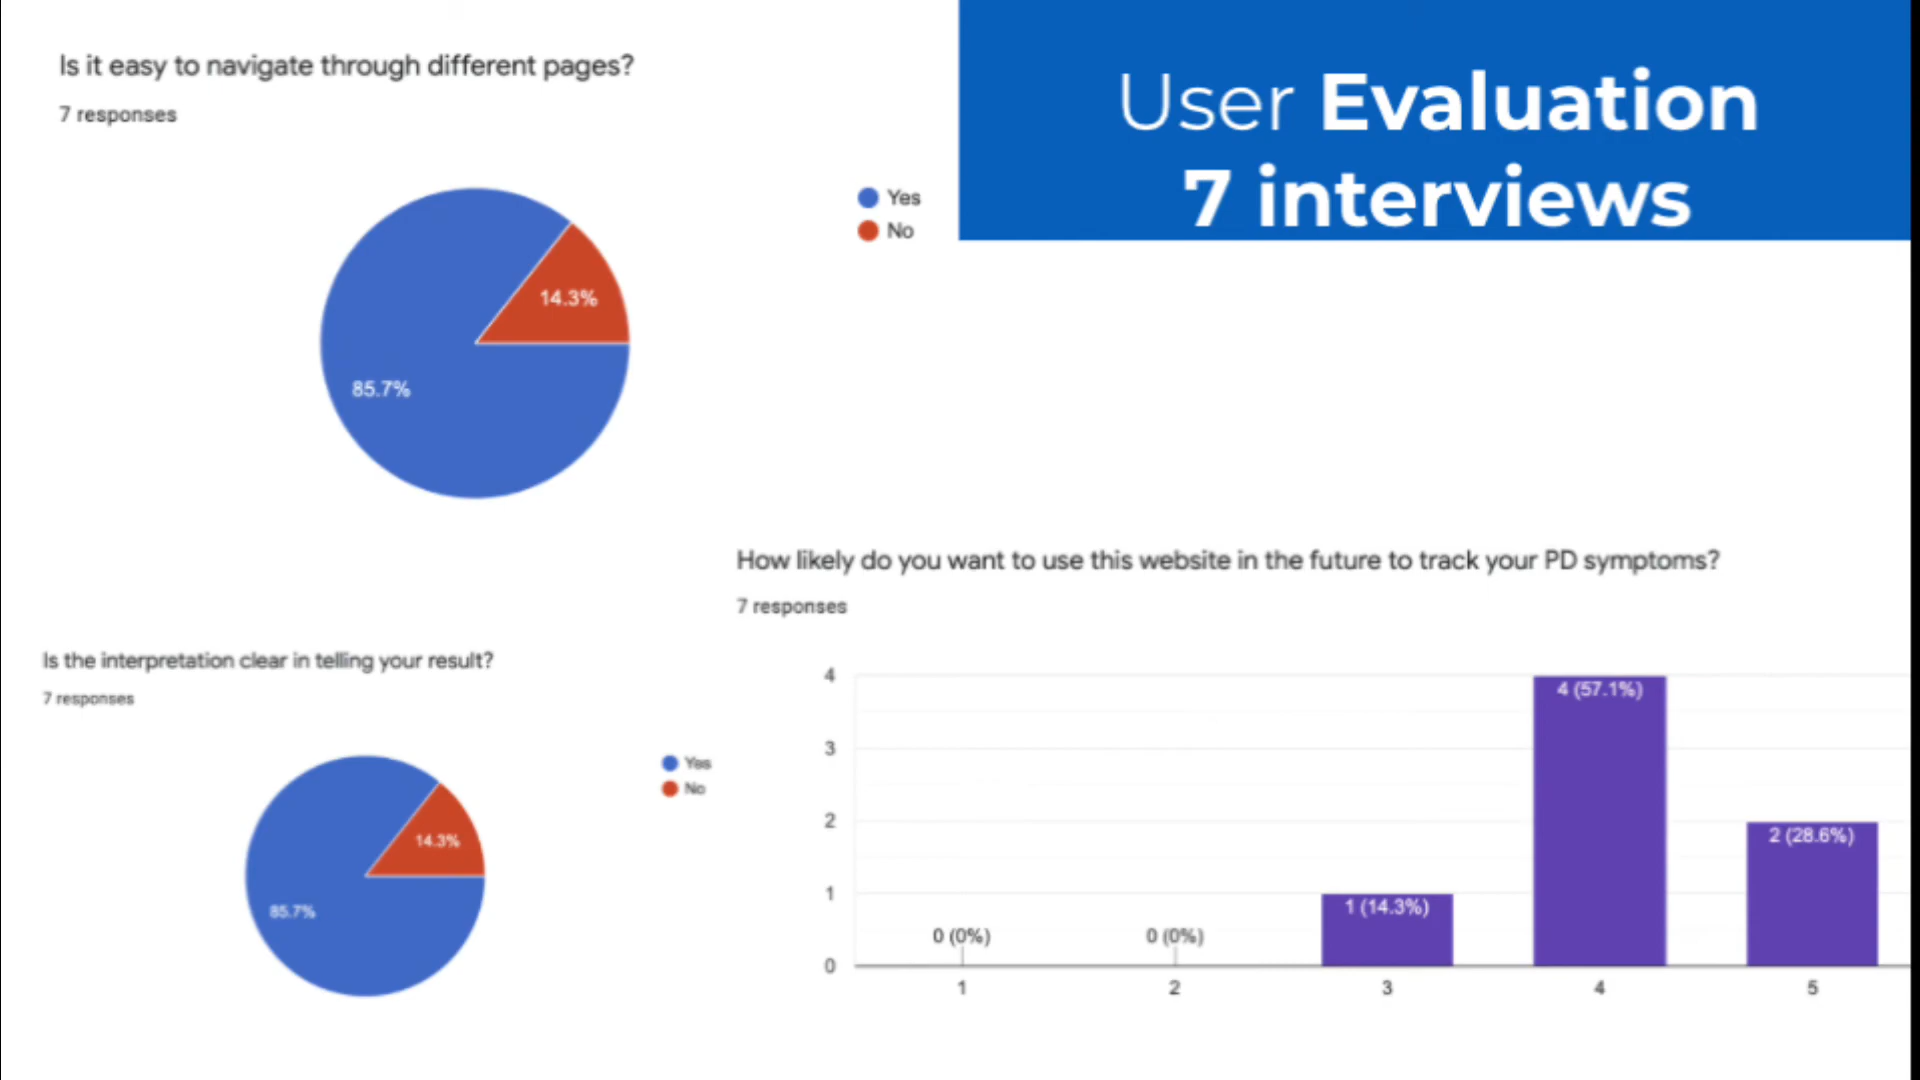 Is it easy to navigate through different pages?
7 responses
Yes
No
14.3%
85.7%
User Evaluation
7 interviews
How likely do you want to use this website in the future to track your PD symptoms?
7 responses
4
3
2
1
0
0 (0%)
0 (0%)
1 (14.3%)
4 (57.1%)
2 (28.6%)
1
2
3
4
5
Is the interpretation clear in telling your result?
7 responses
Yes
No
14.3%
85.7%